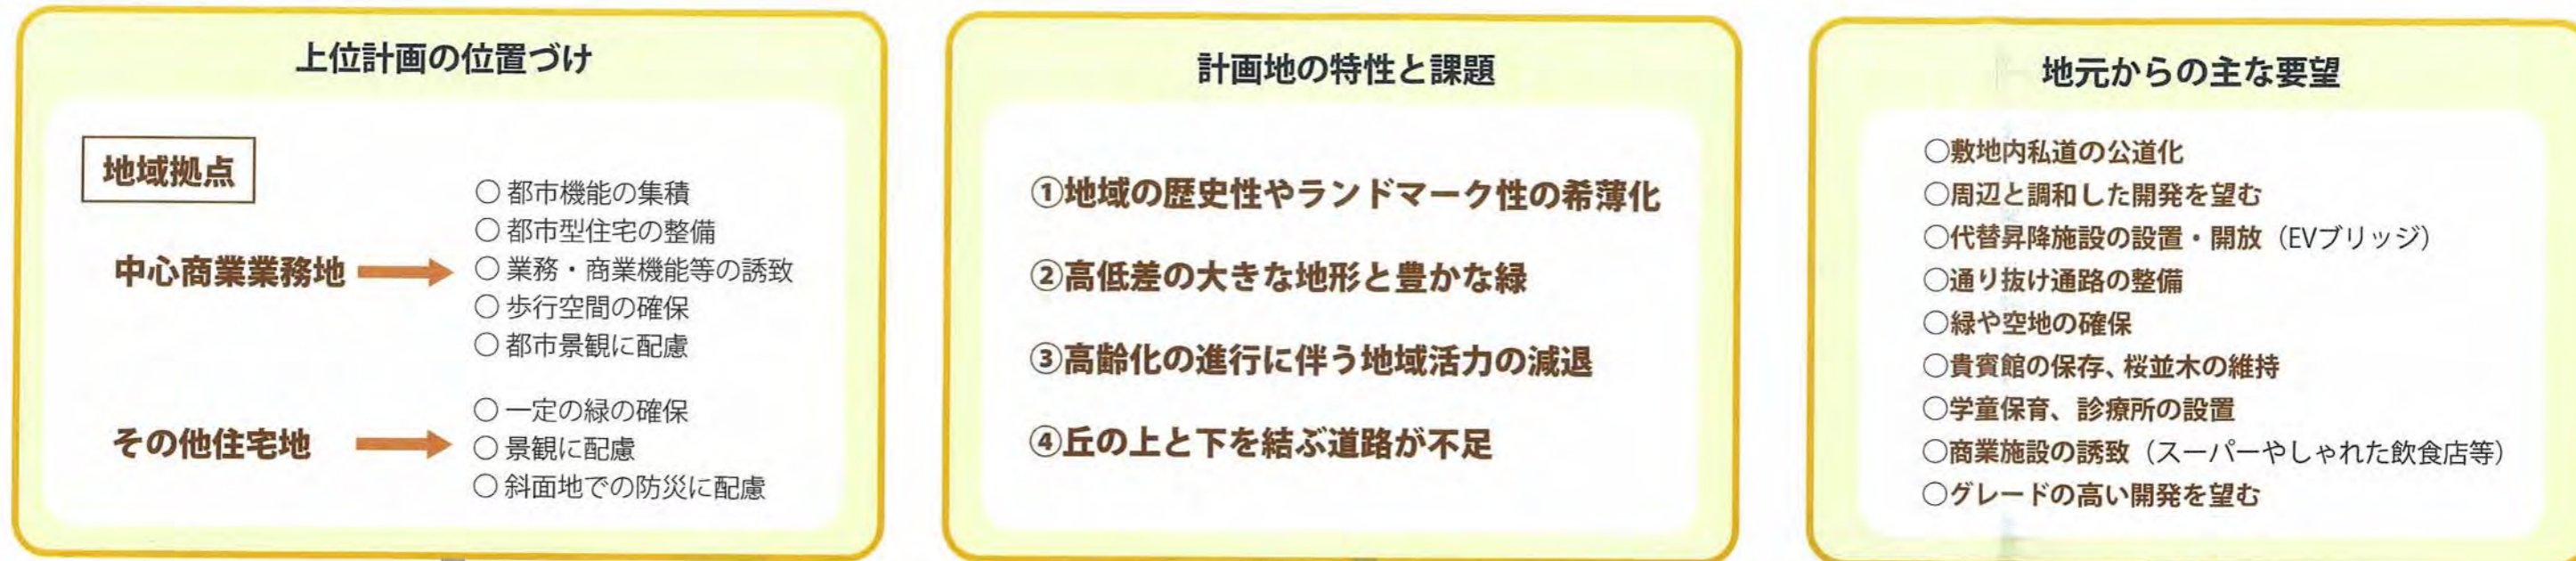 上位計画の位置づけ
地域拠点
中心商業業務地
○ 都市機能の集積
○ 都市型住宅の整備
○ 業務・商業機能等の誘致
○ 歩行空間の確保
○ 都市景観に配慮
その他住宅地
○ 一定の緑の確保
○ 景観に配慮
○ 斜面地での防災に配慮
計画地の特性と課題
①地域の歴史性やランドマーク性の希薄化
②高低差の大きな地形と豊かな緑
③高齢化の進行に伴う地域活力の減退
④丘の上と下を結ぶ道路が不足
地元からの主な要望
○敷地内私道の公道化
○周辺と調和した開発を望む
○代替昇降施設の設置・開放（EVブリッジ）
○通り抜け通路の整備
○緑や空地の確保
○貴賓館の保存、桜並木の維持
○学童保育、診療所の設置
○商業施設の誘致（スーパーやしゃれた飲食店等）
○グレードの高い開発を望む